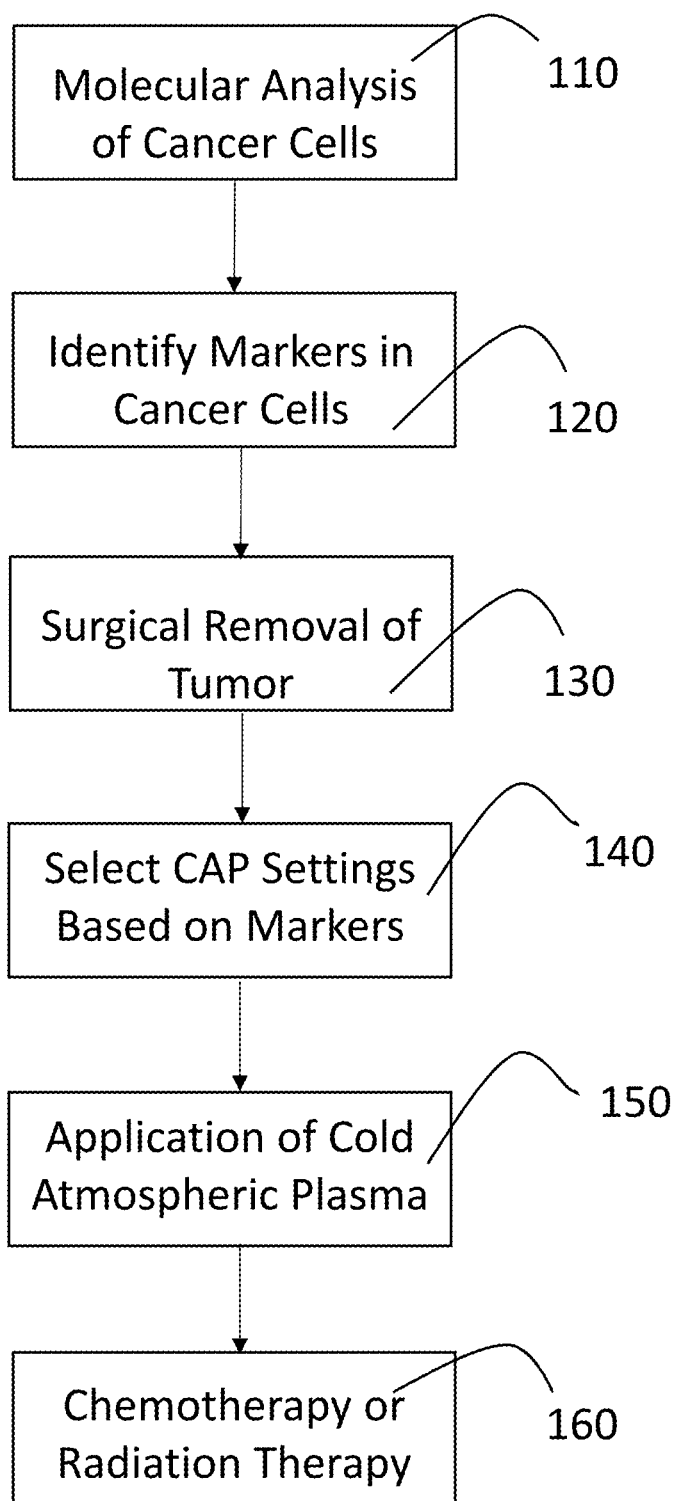 Molecular Analysis
of Cancer Cells
110
Identify Markers in
Cancer Cells
120
Surgical Removal of
Tumor
130
Select CAP Settings
Based on Markers
140
Application of Cold
Atmospheric Plasma
150
Chemotherapy or
Radiation Therapy
160